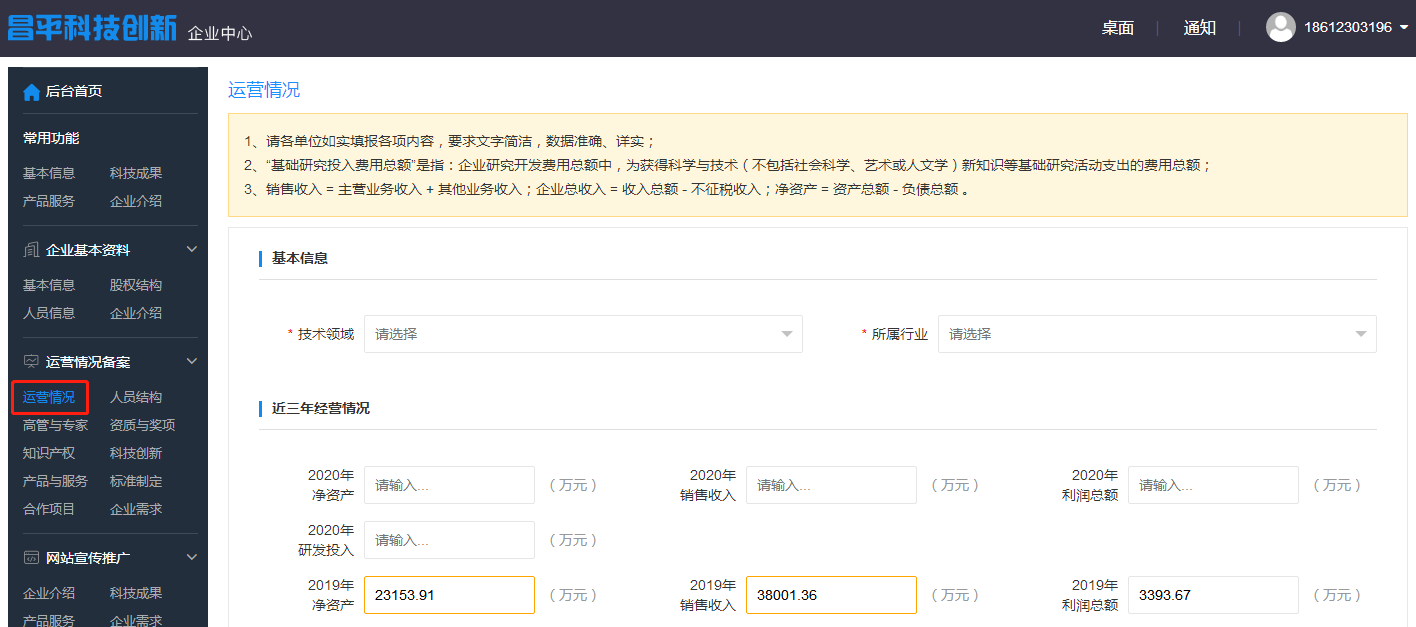 昌平科技创新 企业中心 桌面 通知 18612303196
后台首页
常用功能
基本信息 科技成果
产品服务 企业介绍
企业基本资料
基本信息 股权结构
人员信息 企业介绍
运营情况备案
运营情况 人员结构
高管与专家 资质与奖项
知识产权 科技创新
产品与服务 标准制定
合作项目 企业需求
网站宣传推广
企业介绍 科技成果
产品服务 企业需求
运营情况
1、请各单位如实填报各项内容，要求文字简洁，数据准确、详实；
2、“基础研究投入费用总额”是指：企业研究开发费用总额中，为获得科学与技术（不包括社会科学、艺术或人文学）新知识等基础研究活动支出的费用总额；
3、销售收入 = 主营业务收入 + 其他业务收入；企业总收入 = 收入总额 - 不征税收入；净资产 = 资产总额 - 负债总额 。
基本信息
* 技术领域 请选择 * 所属行业 请选择
近三年经营情况
2020年
净资产 请输入... （万元）
2020年
销售收入 请输入... （万元）
2020年
利润总额 请输入... （万元）
2020年
研发投入 请输入... （万元）
2019年
净资产 23153.91 （万元）
2019年
销售收入 38001.36 （万元）
2019年
利润总额 3393.67 （万元）